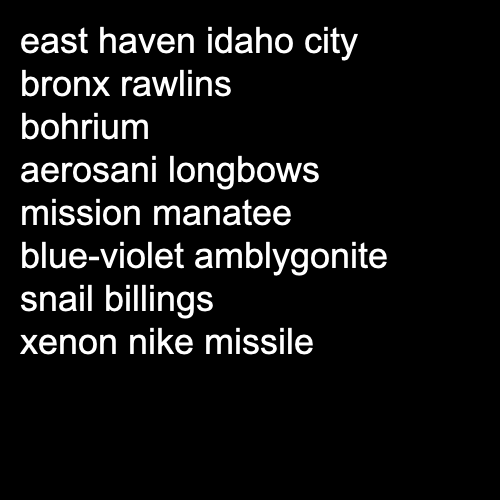 east haven idaho city
bronx rawlins
bohrium
aerosani longbows
mission manatee
blue-violet amblygonite
snail billings
xenon nike missile